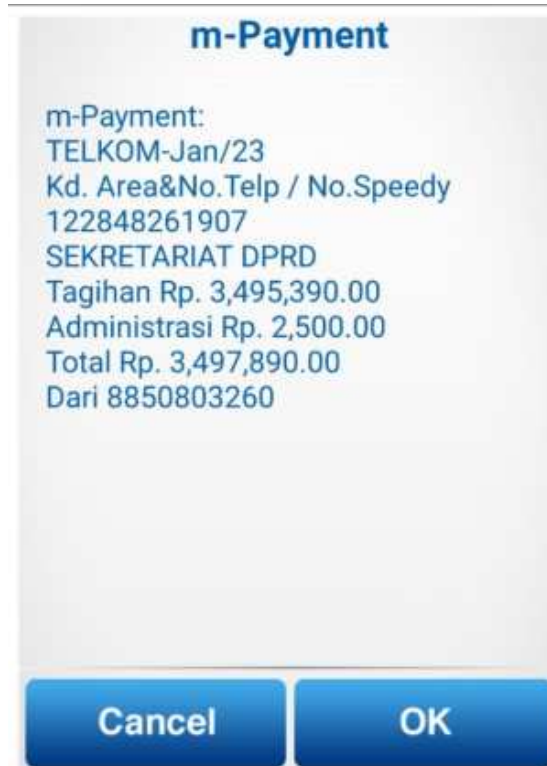 m-Payment
m-Payment:
TELKOM-Jan/23
Kd. Area&No.Telp / No.Speedy
122848261907
SEKRETARIAT DPRD
Tagihan Rp. 3,495,390.00
Administrasi Rp. 2,500.00
Total Rp. 3,497,890.00
Dari 8850803260
Cancel
OK